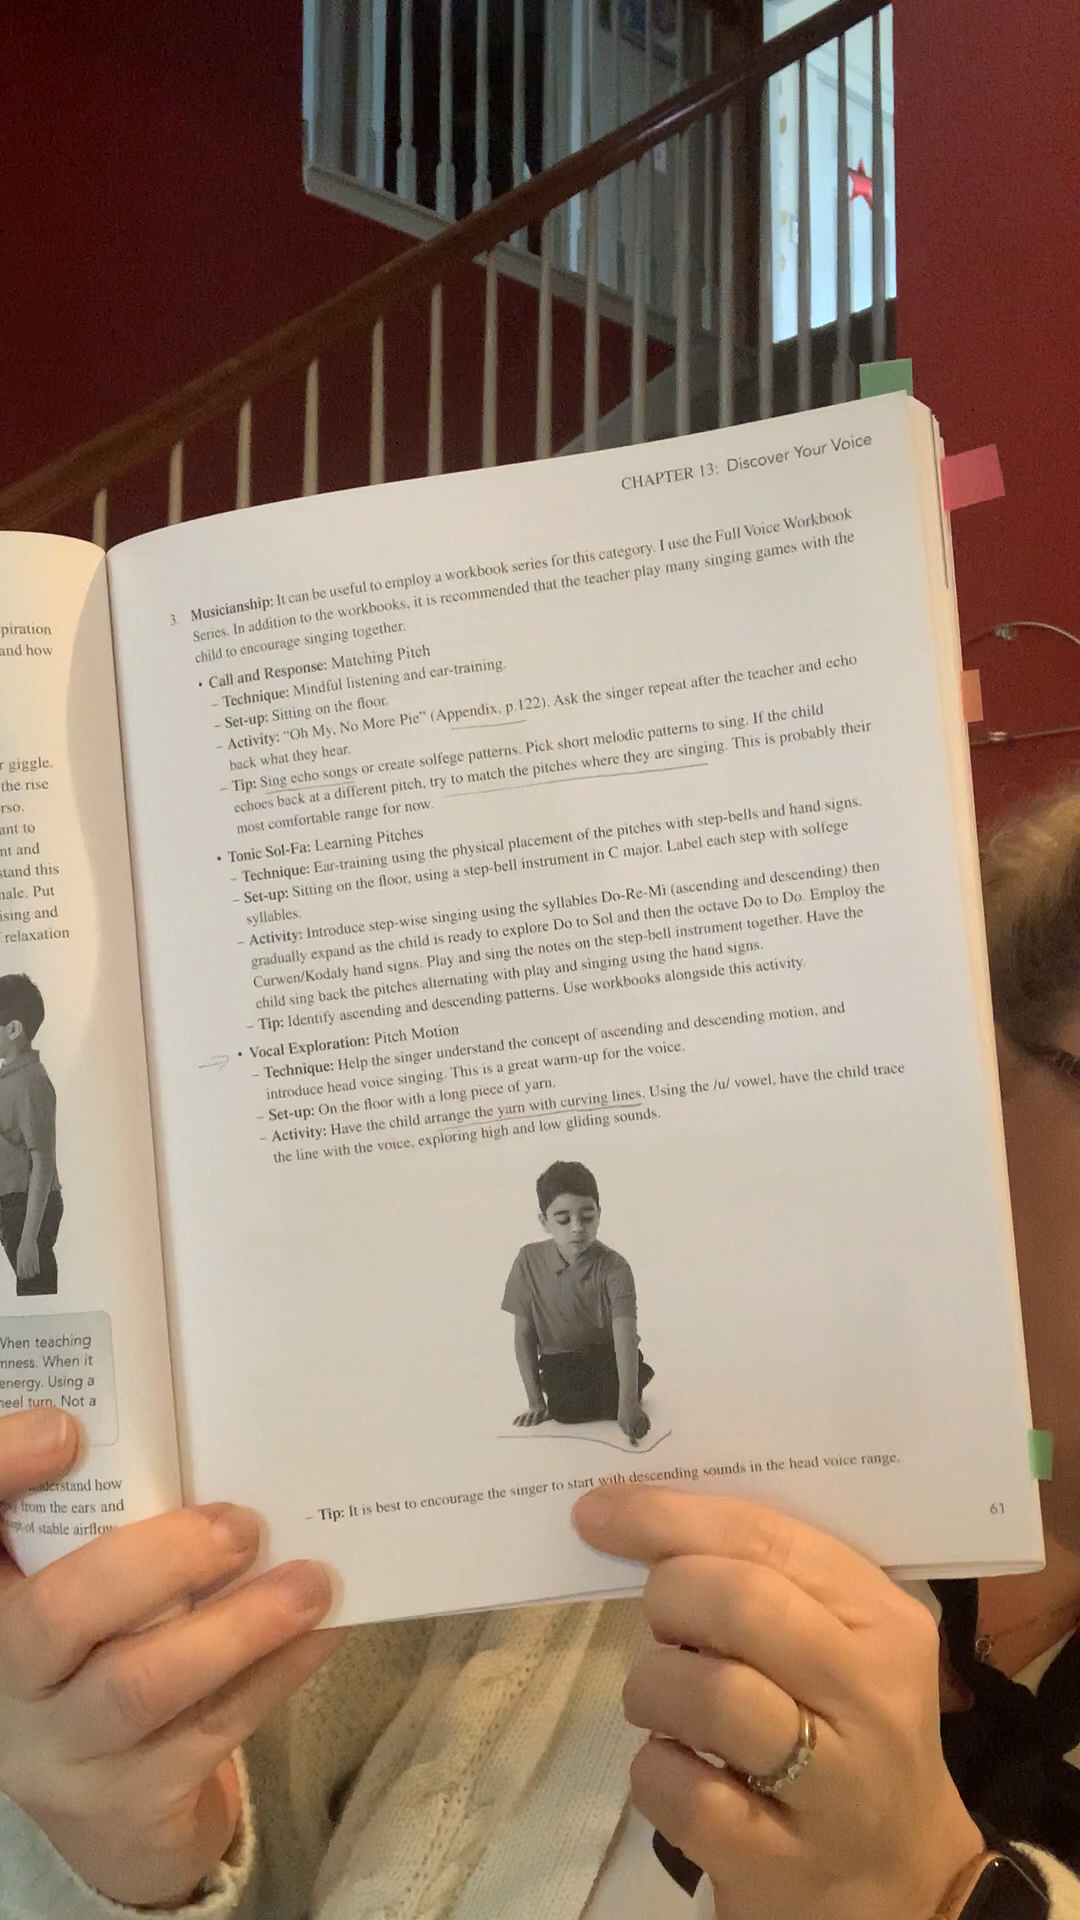 piration
and how
r giggle.
the rise
rso.
ant to
nt and
stand this
nale. Put
ising and
relaxation
When teaching
nness. When it
energy. Using a
heel turn. Not a
understand how
from the ears and
of stable airflow
CHAPTER 13: Discover Your Voice
3. Musicianship: It can be useful to employ a workbook series for this category. I use the Full Voice Workbook
Series. In addition to the workbooks, it is recommended that the teacher play many singing games with the
child to encourage singing together.
• Call and Response: Matching Pitch
– Technique: Mindful listening and ear-training.
– Set-up: Sitting on the floor.
– Activity: “Oh My, No More Pie” (Appendix, p.122). Ask the singer repeat after the teacher and echo
back what they hear.
– Tip: Sing echo songs or create solfege patterns. Pick short melodic patterns to sing. If the child
echoes back at a different pitch, try to match the pitches where they are singing. This is probably their
most comfortable range for now.
• Tonic Sol-Fa: Learning Pitches
– Technique: Ear-training using the physical placement of the pitches with step-bells and hand signs.
– Set-up: Sitting on the floor, using a step-bell instrument in C major. Label each step with solfege
syllables.
– Activity: Introduce step-wise singing using the syllables Do-Re-Mi (ascending and descending) then
gradually expand as the child is ready to explore Do to Sol and then the octave Do to Do. Employ the
Curwen/Kodaly hand signs. Play and sing the notes on the step-bell instrument together. Have the
child sing back the pitches alternating with play and singing using the hand signs.
– Tip: Identify ascending and descending patterns. Use workbooks alongside this activity.
• Vocal Exploration: Pitch Motion
– Technique: Help the singer understand the concept of ascending and descending motion, and
introduce head voice singing. This is a great warm-up for the voice.
– Set-up: On the floor with a long piece of yarn.
– Activity: Have the child arrange the yarn with curving lines. Using the /u/ vowel, have the child trace
the line with the voice, exploring high and low gliding sounds.
– Tip: It is best to encourage the singer to start with descending sounds in the head voice range.
61